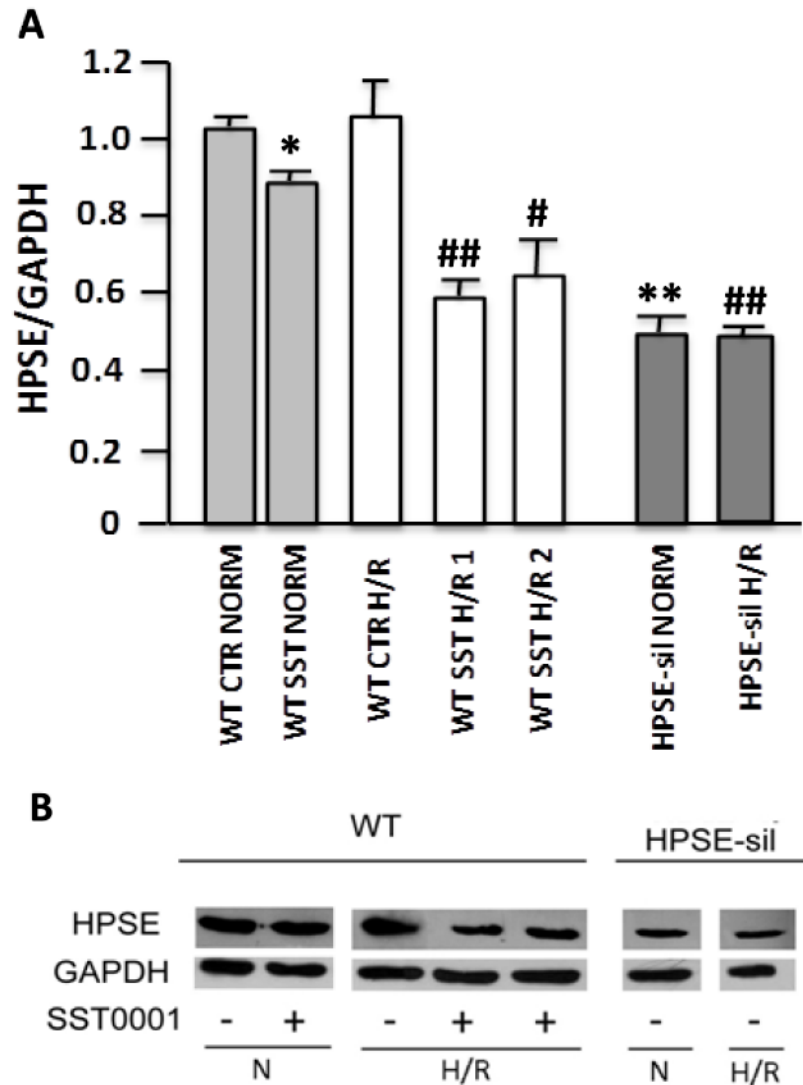 A
HPSE/GAPDH
1.2
1.0
0.8
0.6
0.4
0.2
0
*
##
#
**
##
WT CTR NORM
WT SST NORM
WT CTR H/R
WT SST H/R 1
WT SST H/R 2
HPSE-sil NORM
HPSE-sil H/R
B
WT HPSE-sil
HPSE
GAPDH
SST0001 - + - + + - -
N H/R N H/R